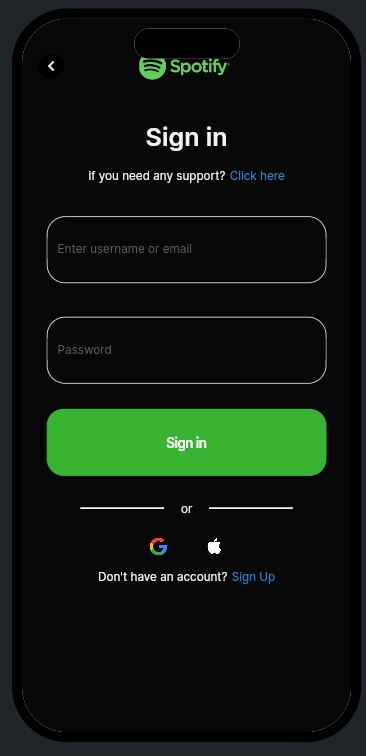 Spotify
Sign in
If you need any support? Click here
Enter username or email
Password
Sign in
or
Don't have an account? Sign Up